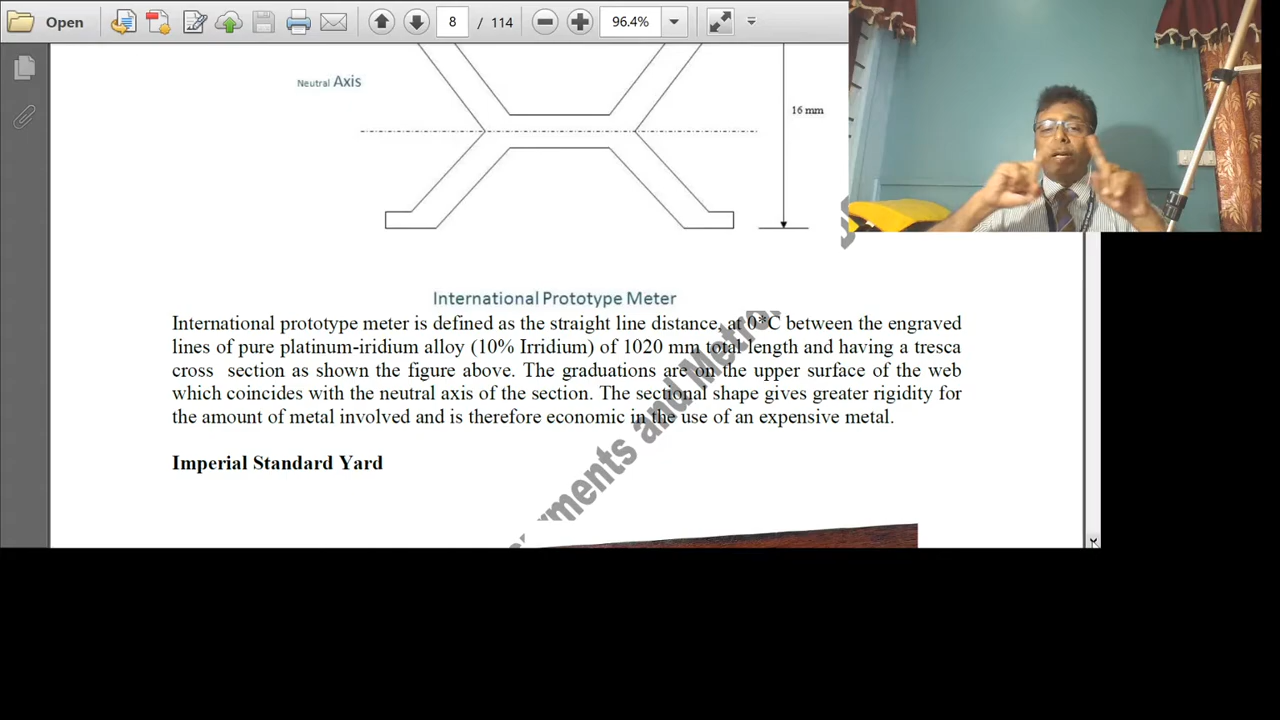 Open
8 / 114
96.4%
Neutral Axis
16 mm
International Prototype Meter
International prototype meter is defined as the straight line distance, at 0*C between the engraved
lines of pure platinum-iridium alloy (10% Irridium) of 1020 mm total length and having a tresca
cross section as shown the figure above. The graduations are on the upper surface of the web
which coincides with the neutral axis of the section. The sectional shape gives greater rigidity for
the amount of metal involved and is therefore economic in the use of an expensive metal.
Imperial Standard Yard